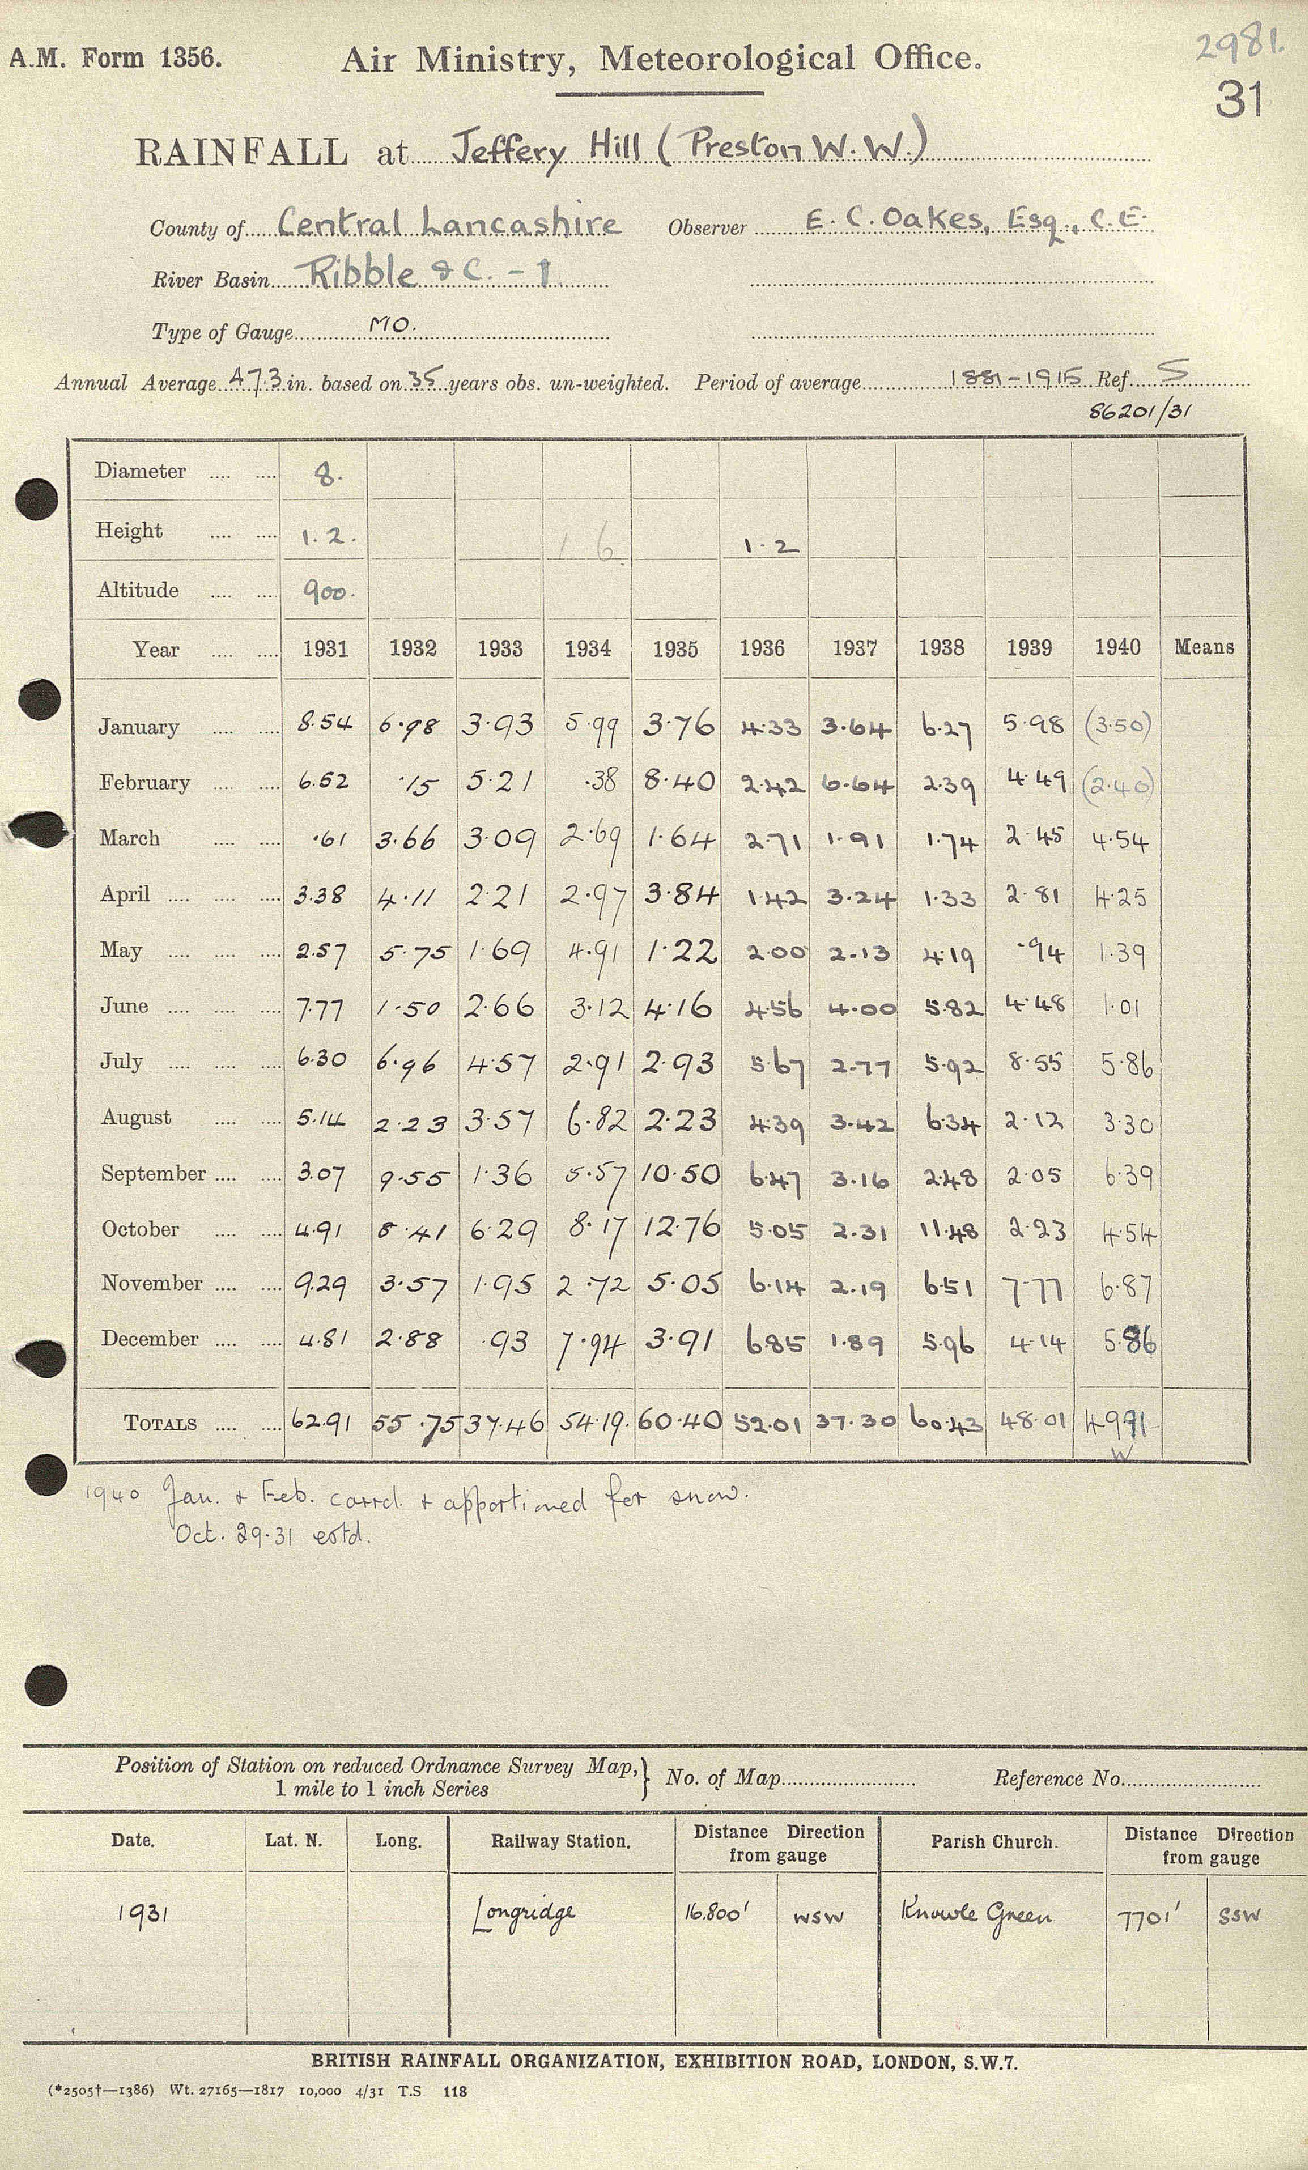 2981.
A.M. Form 1356. Air Ministry, Meteorological Office.
31
RAINFALL at Jeffery Hill (Preston W.W.)
County of Central Lancashire Observer E. C. Oakes, Esq., C.E.
River Basin Ribble & C. - 1.
Type of Gauge MO.
Annual Average 47.3 in. based on 35 years obs. un-weighted. Period of average 1881-1915 Ref. S
86201/31
Diameter .... .... 8.
Height .... .... 1.2. 1.6 1.2
Altitude .... .... 900.
Year .... .... 1931 1932 1933 1934 1935 1936 1937 1938 1939 1940 Means
January .... .... 8.54 6.98 3.93 5.99 3.76 4.33 3.64 6.27 5.98 (3.50)
February .... .... 6.52 .15 5.21 .38 8.40 2.42 6.64 2.39 4.49 (2.40)
March .... .... .61 3.66 3.09 2.69 1.64 2.71 1.91 1.74 2.45 4.54
April .... .... .... 3.38 4.11 2.21 2.97 3.84 1.42 3.24 1.33 2.81 4.25
May .... .... .... 2.57 5.75 1.69 4.91 1.22 2.00 2.13 4.19 .94 1.39
June .... .... .... 7.77 1.50 2.66 3.12 4.16 4.56 4.00 5.82 4.48 1.01
July .... .... .... 6.30 6.96 4.57 2.91 2.93 5.67 2.77 5.92 8.55 5.86
August .... .... 5.14 2.23 3.57 6.82 2.23 4.39 3.42 6.34 2.12 3.30
September .... .... 3.07 9.55 1.36 5.57 10.50 6.47 3.16 2.48 2.05 6.39
October .... .... 4.91 8.41 6.29 8.17 12.76 5.05 2.31 11.48 2.23 4.54
November .... .... 9.29 3.57 1.95 2.72 5.05 6.14 2.19 6.51 7.77 6.87
December .... .... 4.81 2.88 .93 7.94 3.91 6.85 1.89 5.96 4.14 5.86
TOTALS .... .... 62.91 55.75 37.46 54.19 60.40 52.01 37.30 60.43 48.01 49.91
W
1940 Jan. & Feb. corrd. & apportioned for snow.
Oct. 29-31 estd.
Position of Station on reduced Ordnance Survey Map,} No. of Map Reference No.
1 mile to 1 inch Series
Date. Lat. N. Long. Railway Station. Distance Direction from gauge Parish Church. Distance Direction from gauge
1931 Longridge 16,800' WSW Knowle Green 7701' SSW
BRITISH RAINFALL ORGANIZATION, EXHIBITION ROAD, LONDON, S.W.7.
(*2505†—1386) Wt. 27165—1817 10,000 4/31 T.S 118